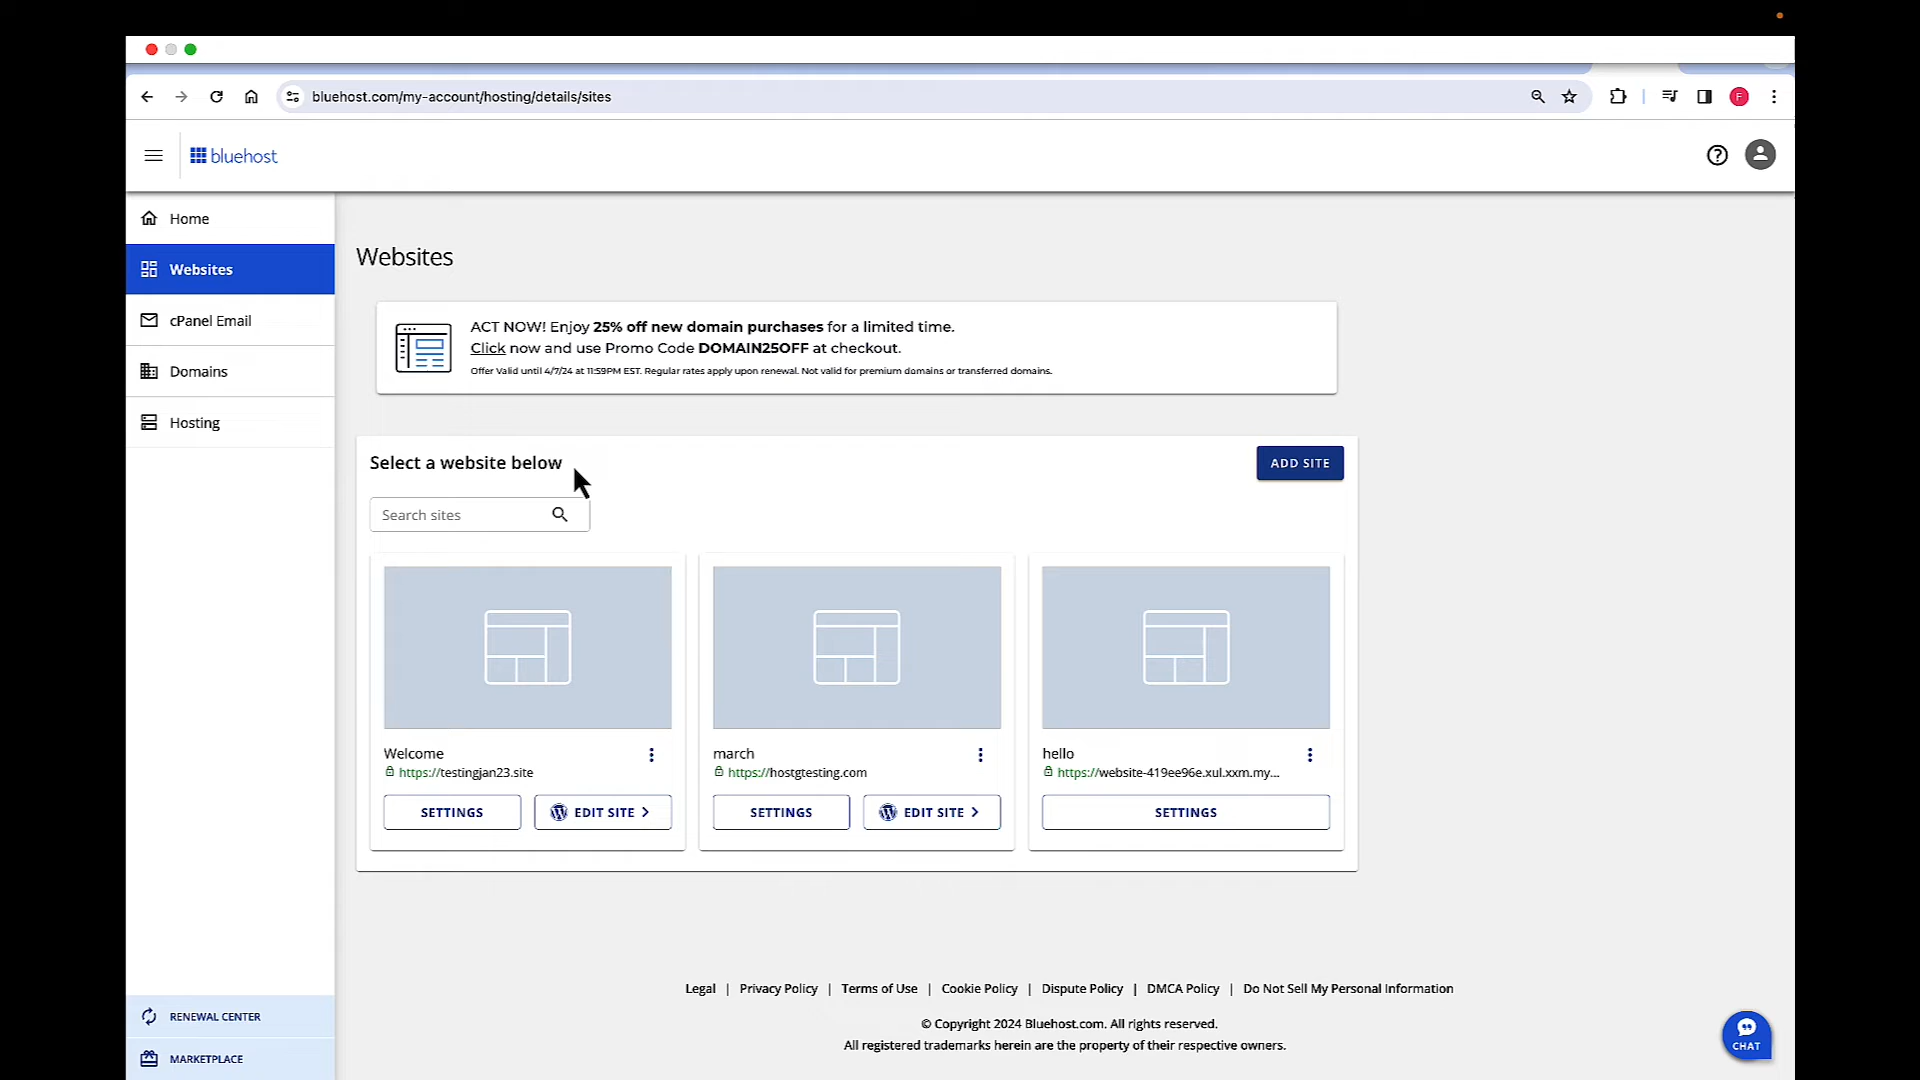 bluehost.com/my-account/hosting/details/sites
F
bluehost
Home
Websites
cPanel Email
Domains
Hosting
RENEWAL CENTER
MARKETPLACE
Websites
ACT NOW! Enjoy 25% off new domain purchases for a limited time.
Click now and use Promo Code DOMAIN25OFF at checkout.
Offer Valid until 4/7/24 at 11:59PM EST. Regular rates apply upon renewal. Not valid for premium domains or transferred domains.
Select a website below
ADD SITE
Search sites
Welcome
https://testingjan23.site
SETTINGS
EDIT SITE
march
https://hostgtesting.com
SETTINGS
EDIT SITE
hello
https://website-419ee96e.xul.xxm.my...
SETTINGS
Legal | Privacy Policy | Terms of Use | Cookie Policy | Dispute Policy | DMCA Policy | Do Not Sell My Personal Information
© Copyright 2024 Bluehost.com. All rights reserved.
All registered trademarks herein are the property of their respective owners.
CHAT